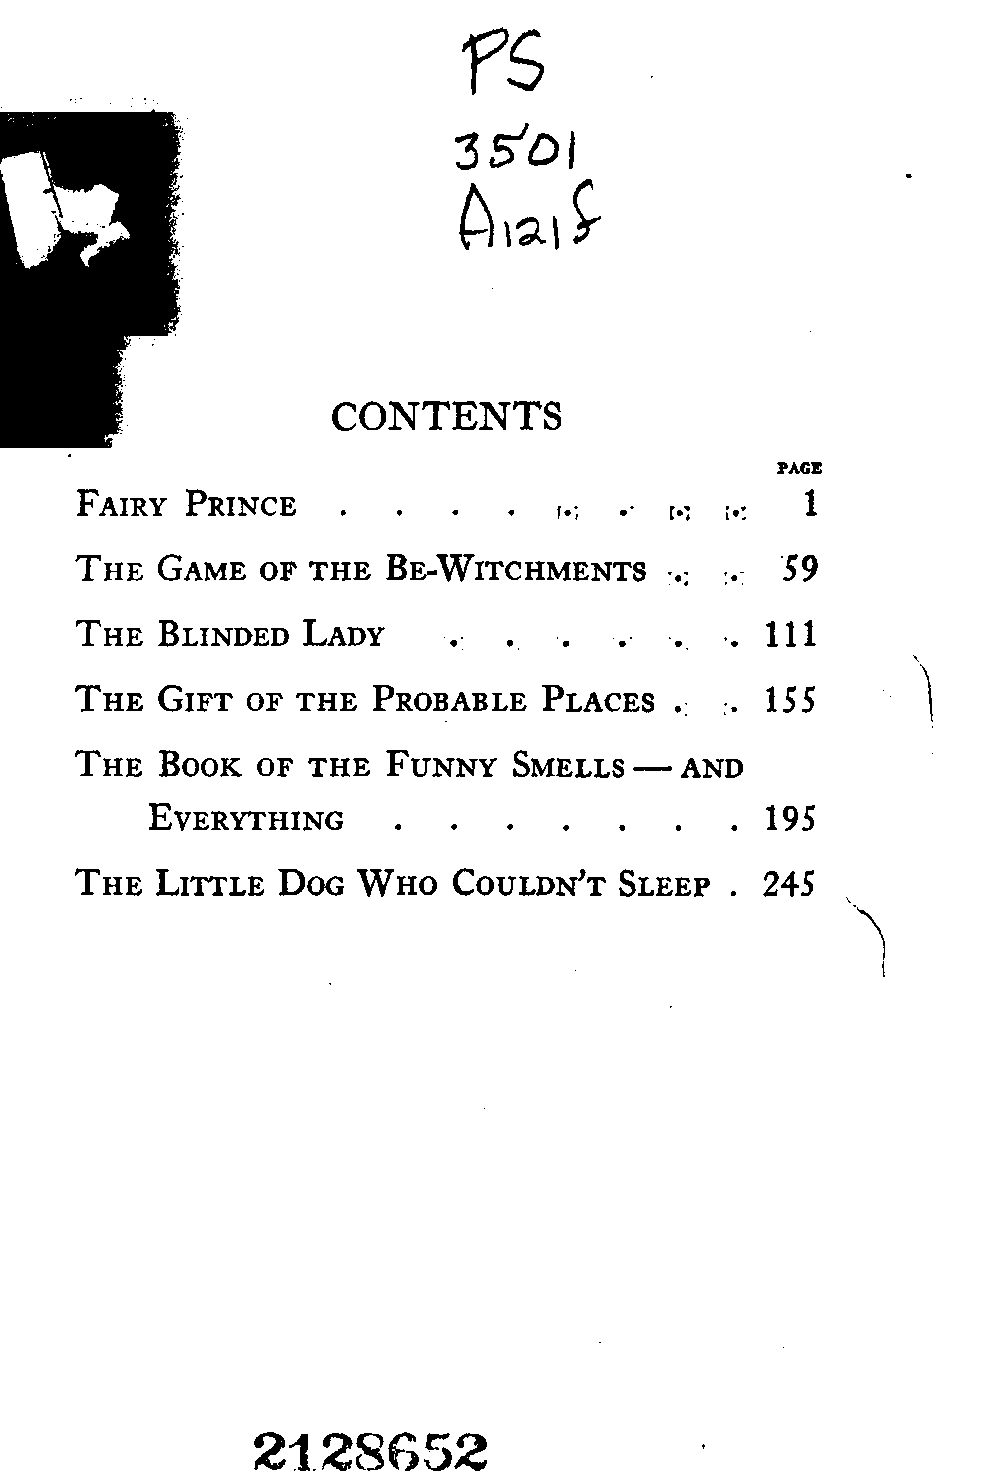 PS
3501
A121f
CONTENTS
PAGE
FAIRY PRINCE . . . . . . . . 1
THE GAME OF THE BE-WITCHMENTS . . 59
THE BLINDED LADY . . . . . . 111
THE GIFT OF THE PROBABLE PLACES . . 155
THE BOOK OF THE FUNNY SMELLS — AND
EVERYTHING . . . . . . . 195
THE LITTLE DOG WHO COULDN'T SLEEP . 245
2128652